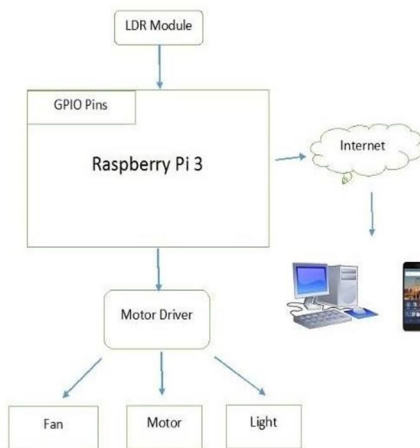 LDR Module
GPIO Pins
Raspberry Pi 3
Internet
Motor Driver
Fan
Motor
Light